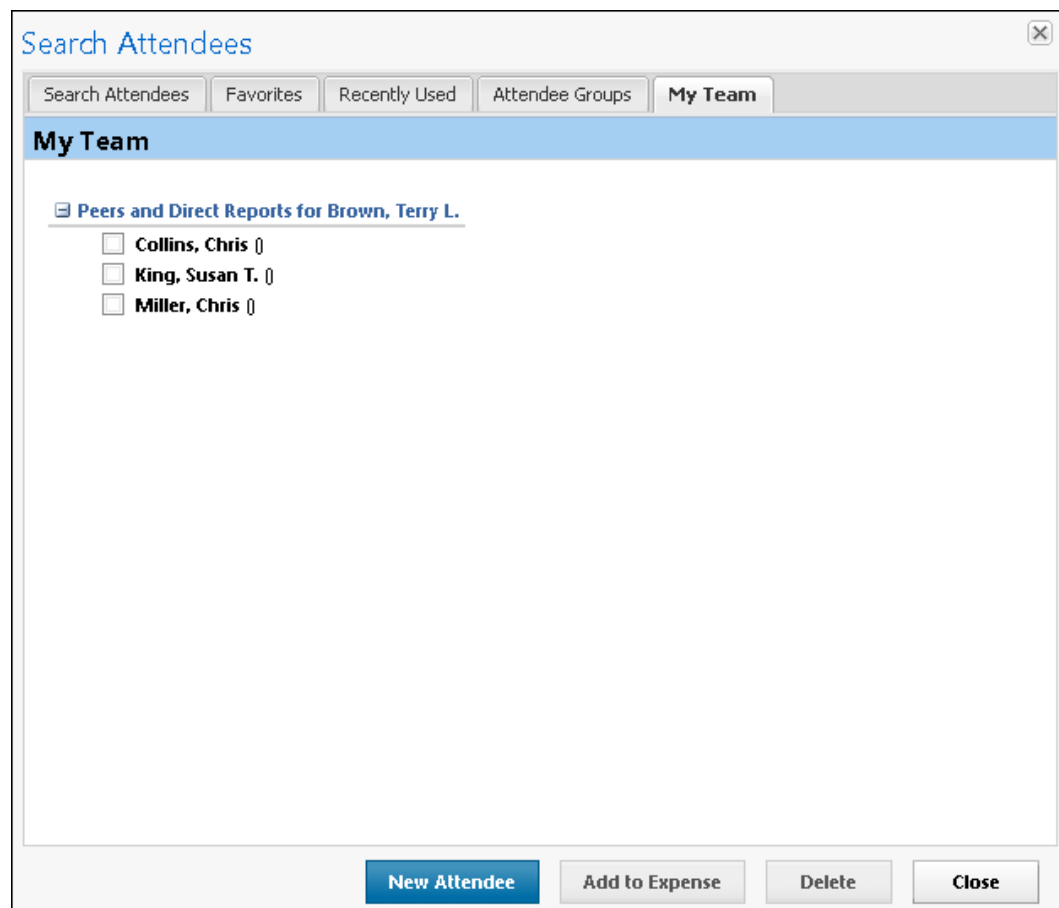 Search Attendees
Search Attendees Favorites Recently Used Attendee Groups My Team
My Team
Peers and Direct Reports for Brown, Terry L.
Collins, Chris ()
King, Susan T. ()
Miller, Chris ()
New Attendee Add to Expense Delete Close